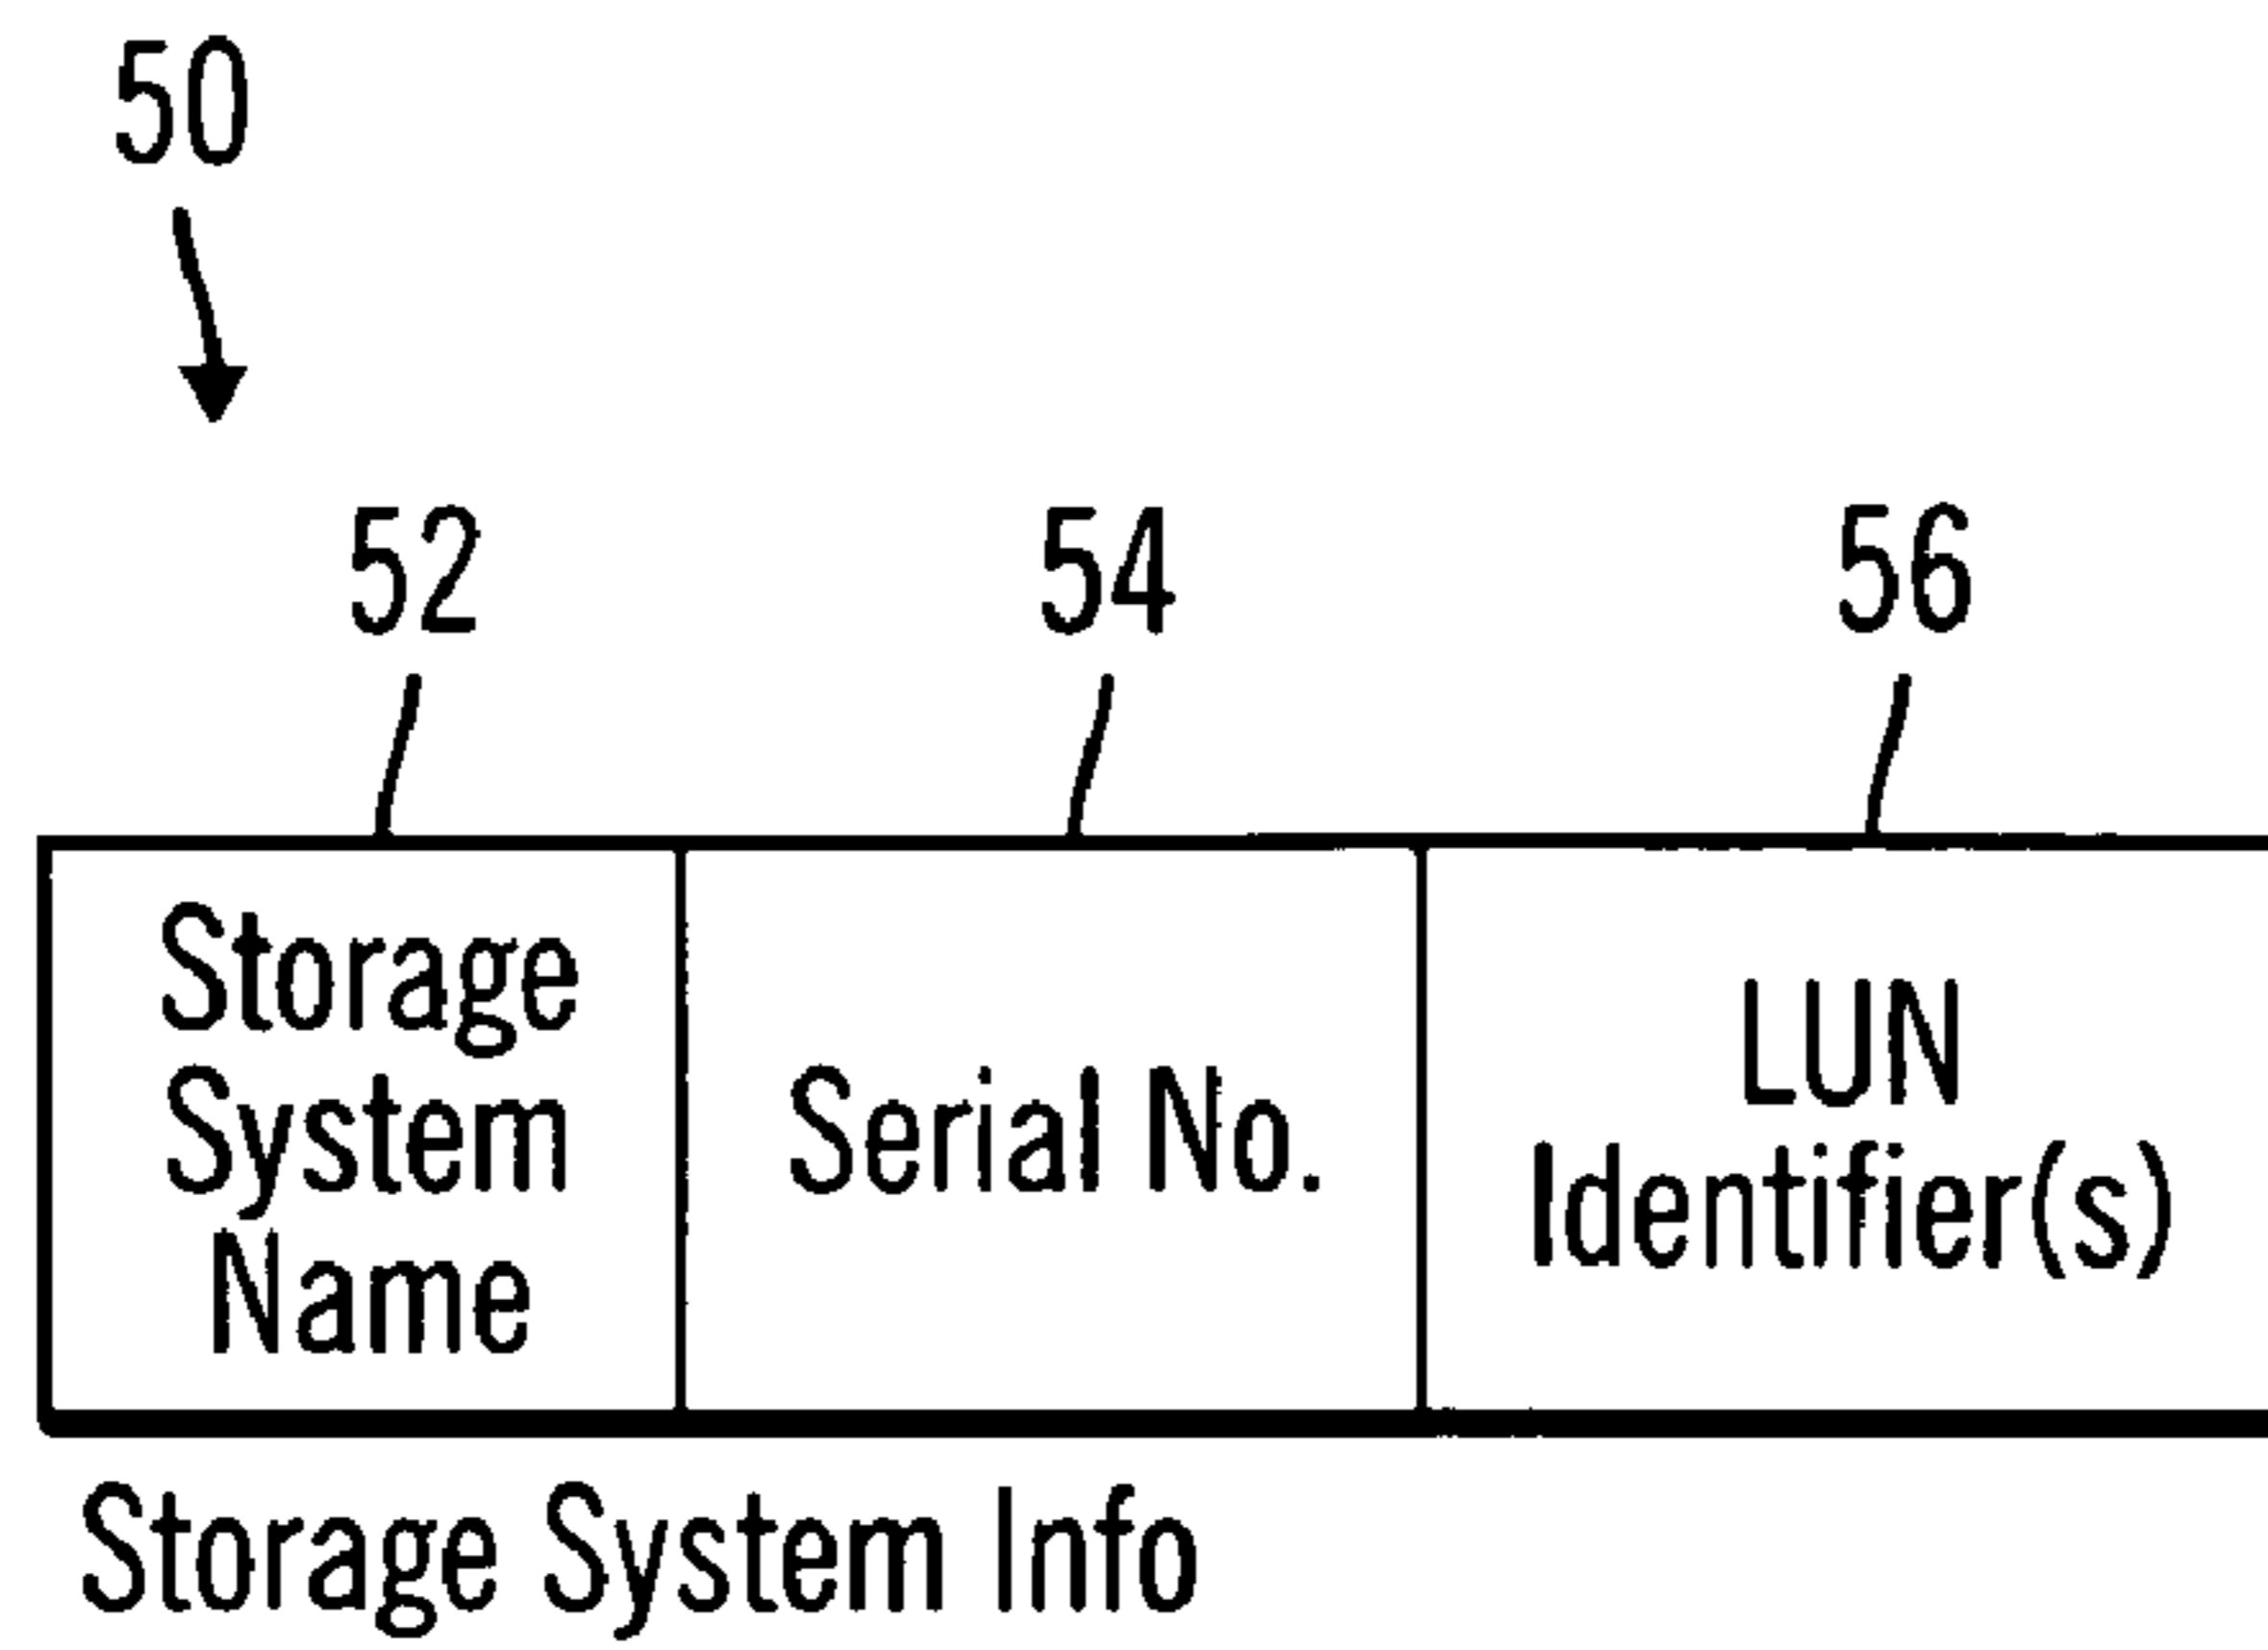 50
52
54
56
Storage
System
Name
Serial No.
LUN
Identifier(s)
Storage System Info